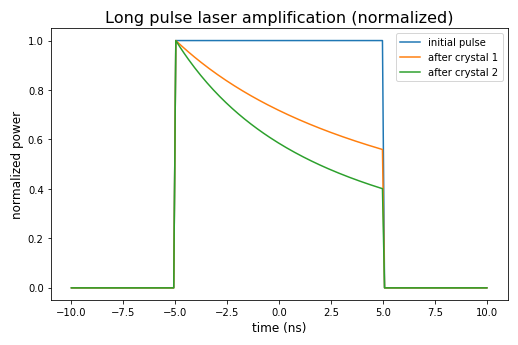 Long pulse laser amplification (normalized)
initial pulse
after crystal 1
after crystal 2
normalized power
1.0
0.8
0.6
0.4
0.2
0.0
−10.0 −7.5 −5.0 −2.5 0.0 2.5 5.0 7.5 10.0
time (ns)